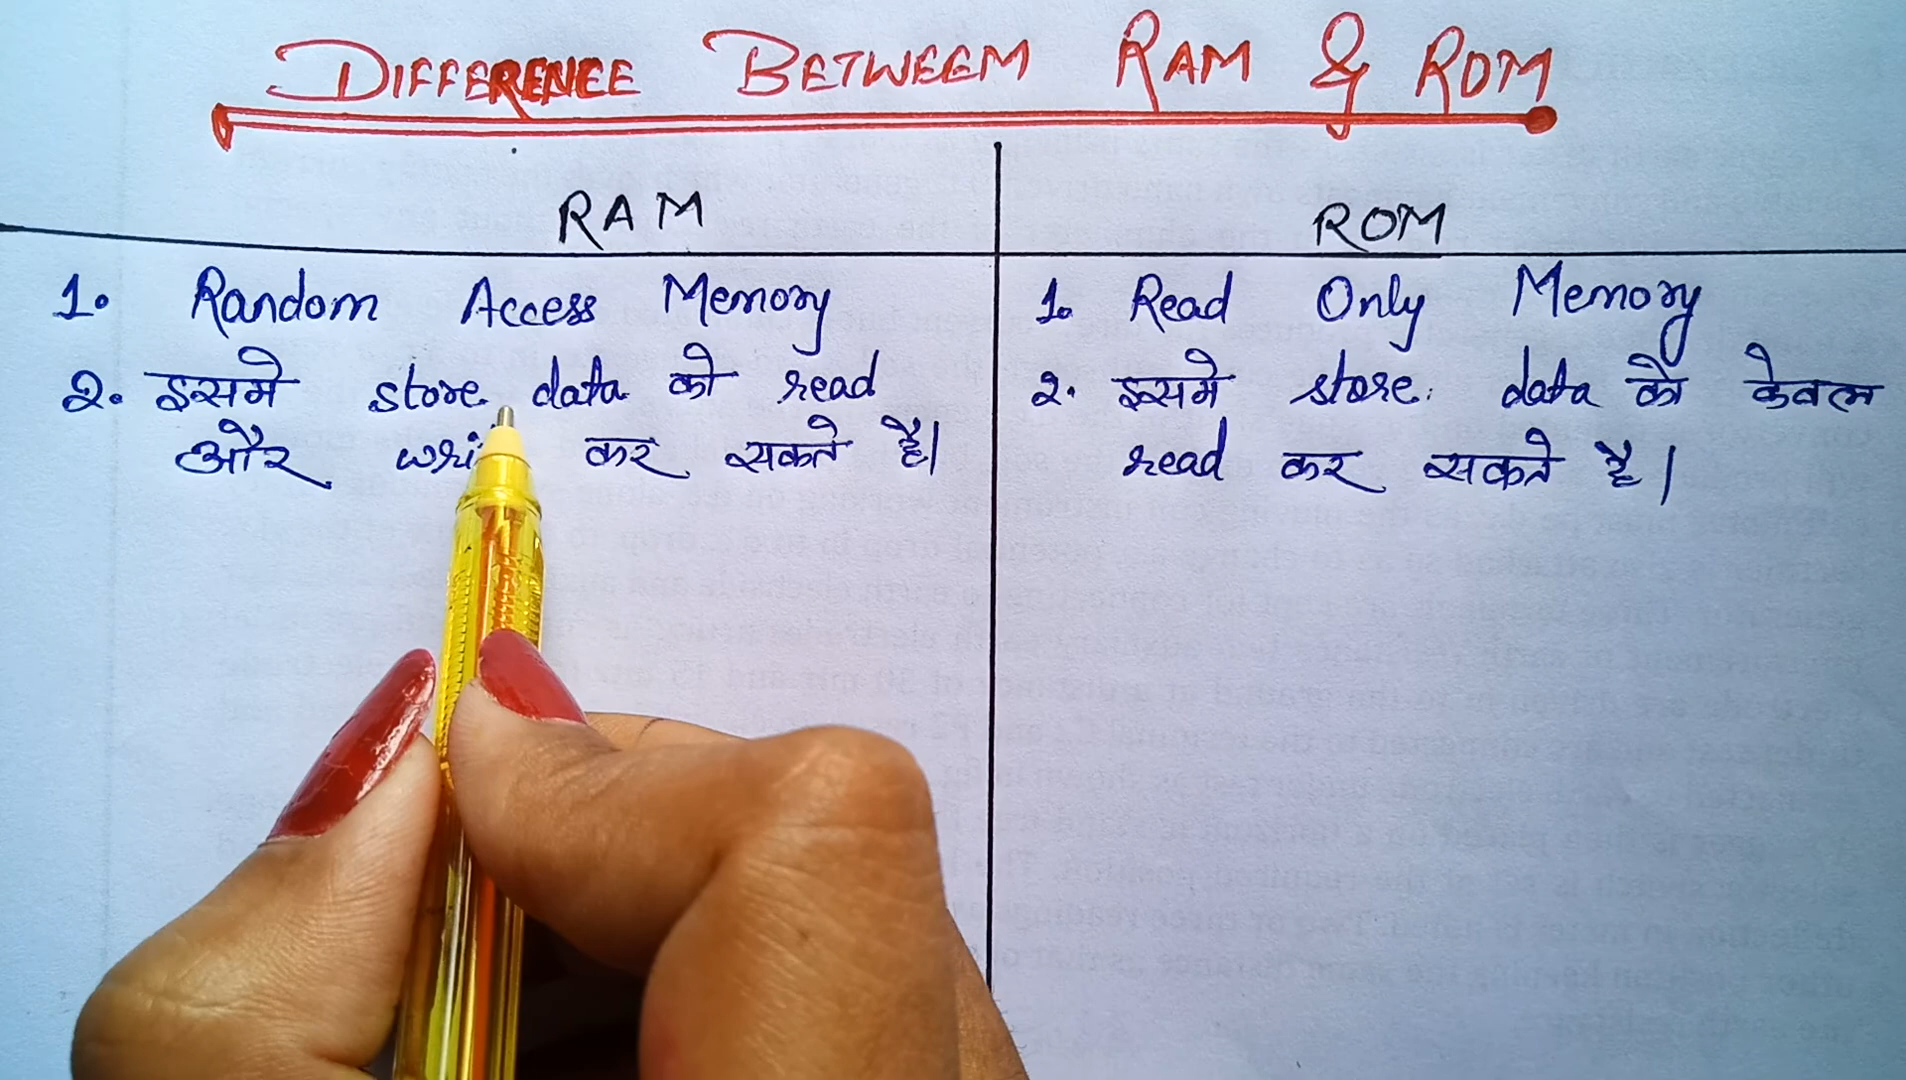 DIFFERENCE BETWEEM RAM & ROM
RAM
1. Random Access Memory
2. इसमे store data को read
और कर सकते है।
ROM
1. Read Only Memory
2. इसमे store data को केवल
read कर सकते है।